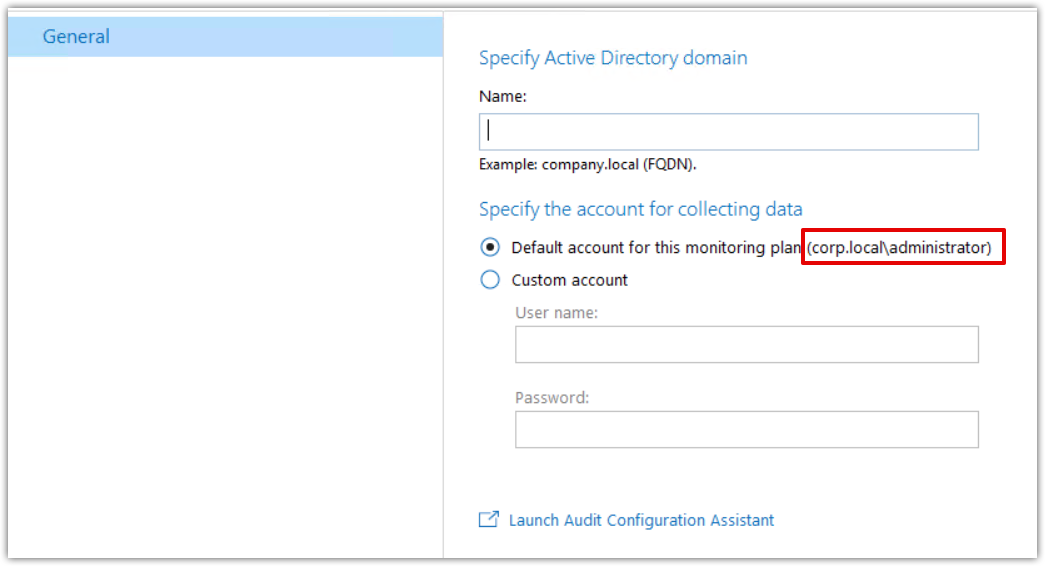 General
Specify Active Directory domain
Name:
Example: company.local (FQDN).
Specify the account for collecting data
Default account for this monitoring plan (corp.local\administrator)
Custom account
User name:
Password:
Launch Audit Configuration Assistant